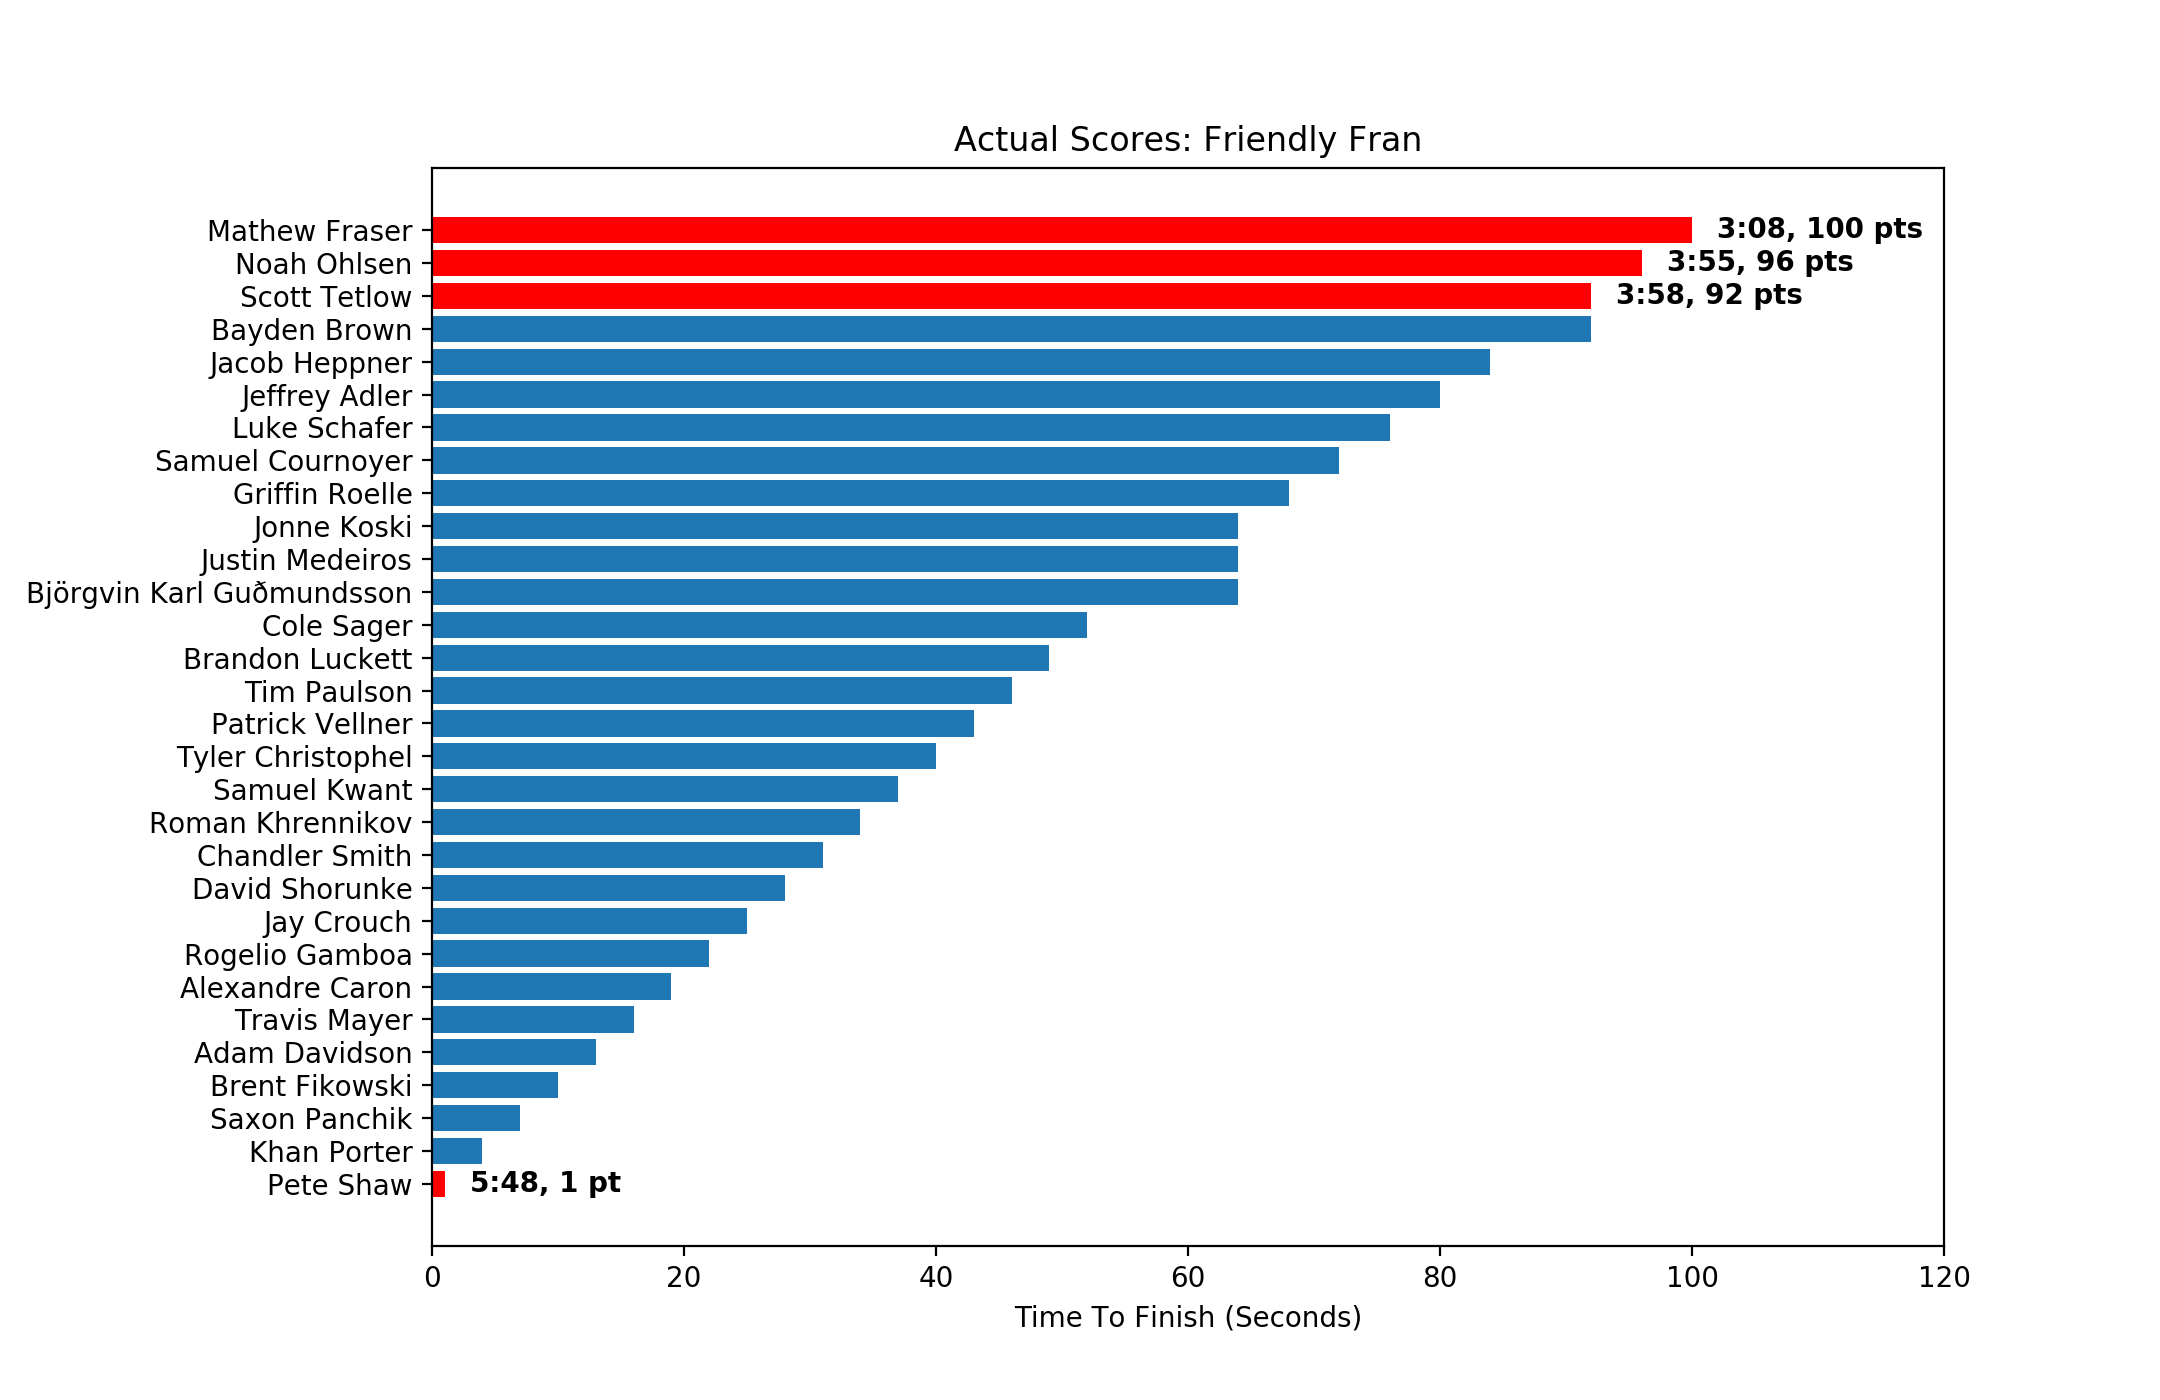 Actual Scores: Friendly Fran
Mathew Fraser 3:08, 100 pts
Noah Ohlsen 3:55, 96 pts
Scott Tetlow 3:58, 92 pts
Bayden Brown
Jacob Heppner
Jeffrey Adler
Luke Schafer
Samuel Cournoyer
Griffin Roelle
Jonne Koski
Justin Medeiros
Björgvin Karl Guðmundsson
Cole Sager
Brandon Luckett
Tim Paulson
Patrick Vellner
Tyler Christophel
Samuel Kwant
Roman Khrennikov
Chandler Smith
David Shorunke
Jay Crouch
Rogelio Gamboa
Alexandre Caron
Travis Mayer
Adam Davidson
Brent Fikowski
Saxon Panchik
Khan Porter
Pete Shaw 5:48, 1 pt
0 20 40 60 80 100 120
Time To Finish (Seconds)